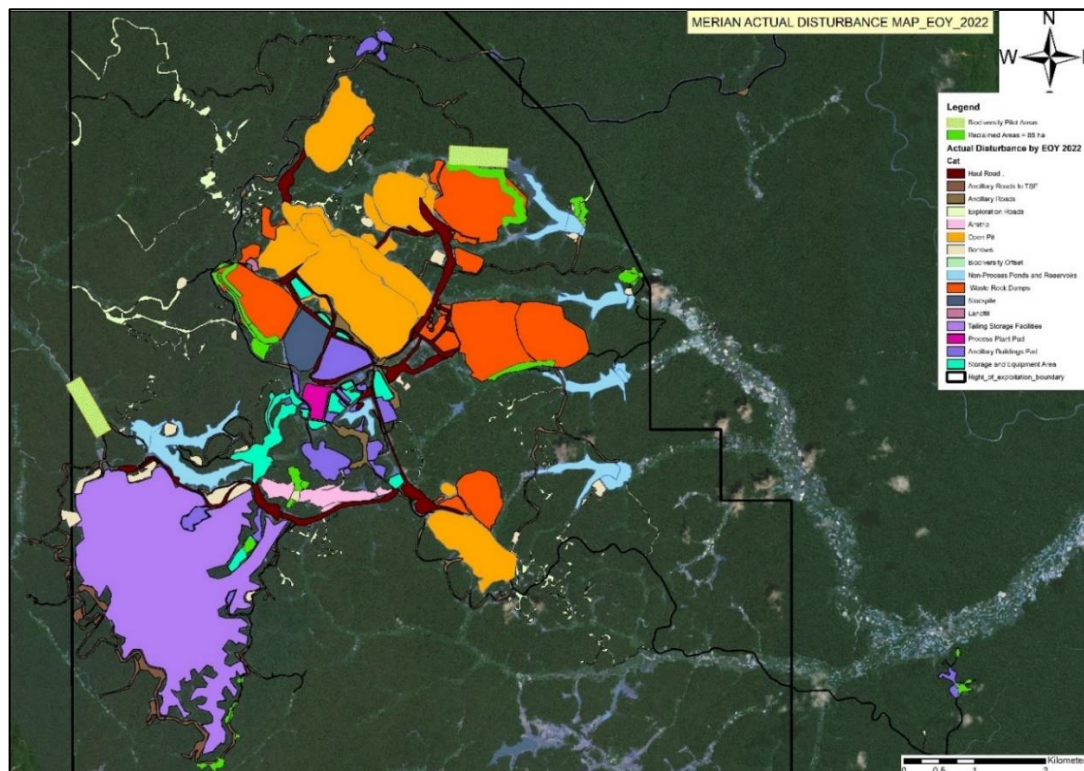 MERIAN ACTUAL DISTURBANCE MAP_EOY_2022
N
W
Legend
Biodiversity Pilot Areas
Reclaimed Areas = 85 ha
Actual Disturbance by EOY 2022
Cat
Haul Road .
Ancillary Roads to TSF
Ancillary Roads
Exploration Roads
Airstrip
Open Pit
Borrows
Biodiversity Offset
Non-Process Ponds and Reservoirs
Waste Rock Dumps
Stockpile
Landfill
Tailing Storage Facilities
Process Plant Pad
Ancillary Buildings Pad
Storage and Equipment Area
Right_of_exploitation_boundary
Kilometer
0 0.5 1 2